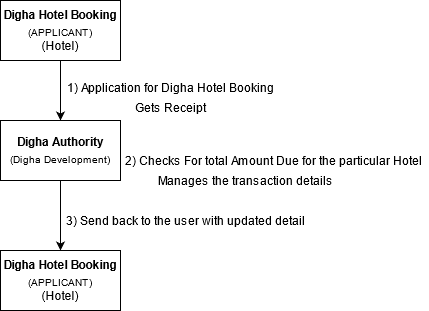 Digha Hotel Booking
(APPLICANT)
(Hotel)
1) Application for Digha Hotel Booking
Gets Receipt
Digha Authority
(Digha Development)
2) Checks For total Amount Due for the particular Hotel
Manages the transaction details
3) Send back to the user with updated detail
Digha Hotel Booking
(APPLICANT)
(Hotel)